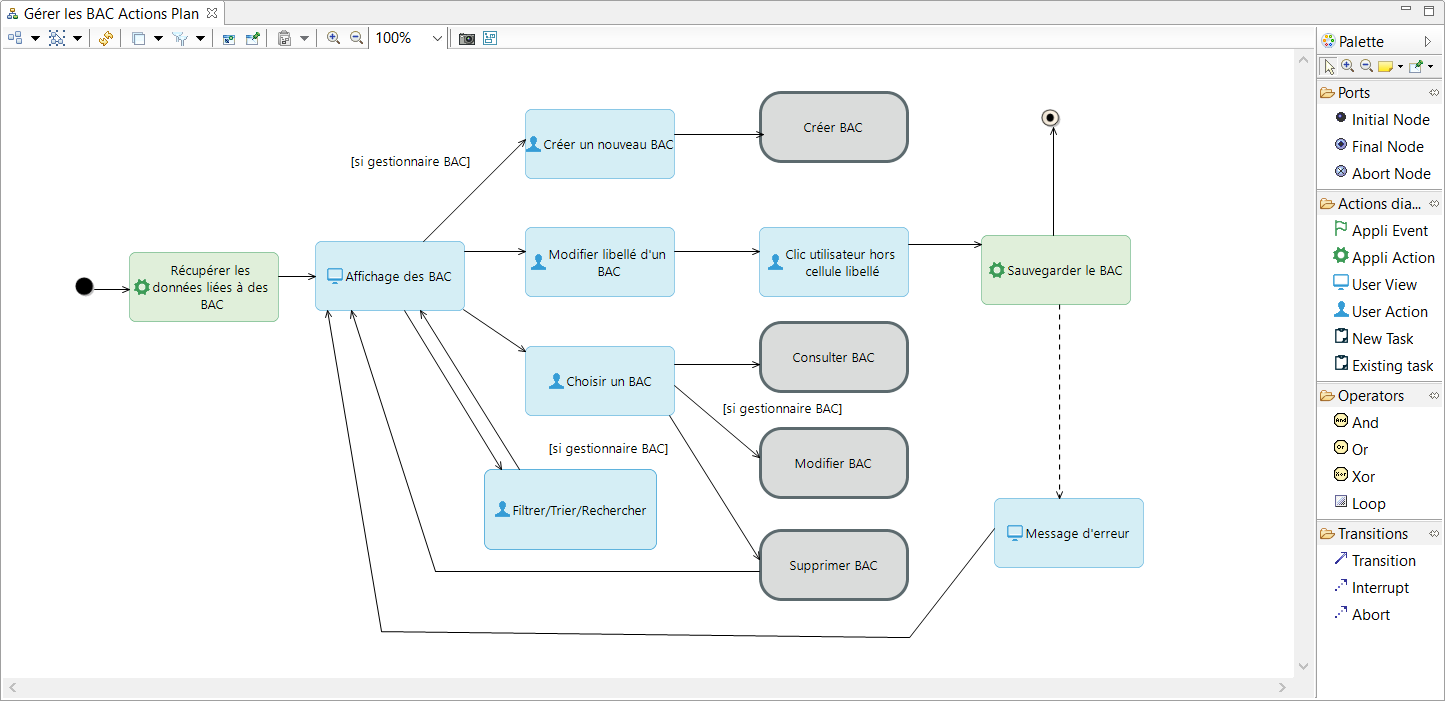 Gérer les BAC Actions Plan
100%
Créer un nouveau BAC
Créer BAC
[si gestionnaire BAC]
Récupérer les
données liées à des
BAC
Affichage des BAC
Modifier libellé d'un
BAC
Clic utilisateur hors
cellule libellé
Sauvegarder le BAC
Choisir un BAC
Consulter BAC
[si gestionnaire BAC]
Modifier BAC
[si gestionnaire BAC]
Filtrer/Trier/Rechercher
Supprimer BAC
Message d'erreur
Palette
Ports
Initial Node
Final Node
Abort Node
Actions dia...
Appli Event
Appli Action
User View
User Action
New Task
Existing task
Operators
And
And
Or
Or
Xor
Xor
Loop
Transitions
Transition
Interrupt
Abort